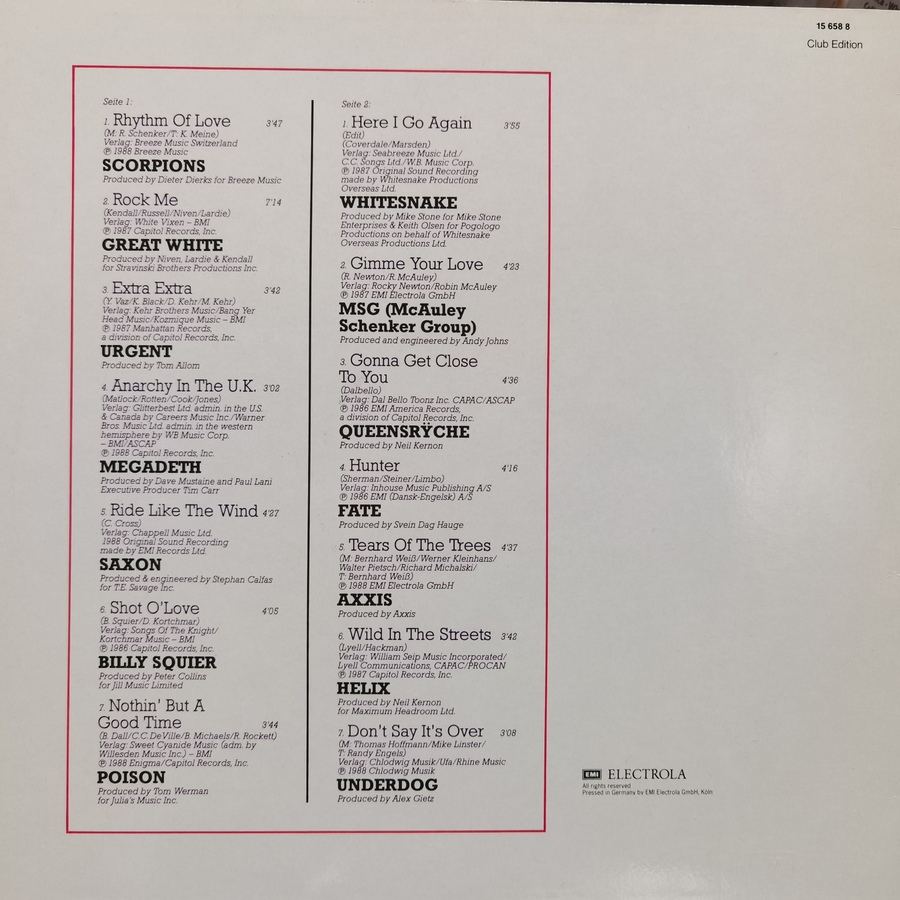 15 658 8
Club Edition
Seite 1:
1. Rhythm Of Love 3'47
(M. R. Schenker/T. K. Meine)
Verlag: Breeze Music Switzerland
℗ 1988 Breeze Music
SCORPIONS
Produced by Dieter Dierks for Breeze Music
2. Rock Me 7'14
(Kendall/Russell/Niven/Lardie)
Verlag: White Vixen – BMI
℗ 1987 Capitol Records, Inc.
GREAT WHITE
Produced by Niven, Lardie & Kendall
for Stravinski Brothers Productions Inc.
3. Extra Extra 3'42
(Y. Vaz/K. Black/D. Kehr/M. Kehr)
Verlag: Kehr Brothers Music/Bang Yer
Head Music/Kozmique Music – BMI
℗ 1987 Manhattan Records,
a division of Capitol Records, Inc.
URGENT
Produced by Tom Allom
4. Anarchy In The U.K. 3'02
(Matlock/Rotten/Cook/Jones)
Verlag: Glitterbest Ltd. admin. in the U.S.
& Canada by Careers Music Inc./Warner
Bros. Music Ltd. admin. in the western
hemisphere by WB Music Corp.
– BMI/ASCAP
℗ 1988 Capitol Records, Inc.
MEGADETH
Produced by Dave Mustaine and Paul Lani
Executive Producer Tim Carr
5. Ride Like The Wind 4'27
(C. Cross)
Verlag: Chappell Music Ltd.
1988 Original Sound Recording
made by EMI Records Ltd.
SAXON
Produced & engineered by Stephan Galfas
for T.E. Savage Inc.
6. Shot O'Love 4'05
(B. Squier/D. Kortchmar)
Verlag: Songs Of The Knight/
Kortchmar Music – BMI
℗ 1986 Capitol Records, Inc.
BILLY SQUIER
Produced by Peter Collins
for Jill Music Limited
7. Nothin' But A
Good Time 3'44
(B. Dall/C.C. DeVille/B. Michaels/R. Rockett)
Verlag: Sweet Cyanide Music (adm. by
Willesden Music Inc.) – BMI
℗ 1988 Enigma/Capitol Records, Inc.
POISON
Produced by Tom Werman
for Julia's Music Inc.
Seite 2:
1. Here I Go Again 3'55
(Edit)
(Coverdale/Marsden)
Verlag: Seabreeze Music Ltd./
C.C. Songs Ltd./W.B. Music Corp.
℗ 1987 Original Sound Recording
made by Whitesnake Productions
Overseas Ltd.
WHITESNAKE
Produced by Mike Stone for Mike Stone
Enterprises & Keith Olsen for Pogologo
Productions on behalf of Whitesnake
Overseas Productions Ltd.
2. Gimme Your Love 4'23
(R. Newton/R. McAuley)
Verlag: Rocky Newton/Robin McAuley
℗ 1987 EMI Electrola GmbH
MSG (McAuley
Schenker Group)
Produced and engineered by Andy Johns
3. Gonna Get Close
To You 4'36
(Dalbello)
Verlag: Dal Bello Toonz Inc. CAPAC/ASCAP
℗ 1986 EMI America Records,
a division of Capitol Records, Inc.
QUEENSRŸCHE
Produced by Neil Kernon
4. Hunter 4'16
(Sherman/Steiner/Limbo)
Verlag: Inhouse Music Publishing A/S
℗ 1986 EMI (Dansk-Engelsk) A/S
FATE
Produced by Svein Dag Hauge
5. Tears Of The Trees 4'37
(M: Bernhard Weiß/Werner Kleinhans/
Walter Pietsch/Richard Michalski/
T: Bernhard Weiß)
℗ 1988 EMI Electrola GmbH
AXXIS
Produced by Axxis
6. Wild In The Streets 3'42
(Lyell/Hackman)
Verlag: William Seip Music Incorporated/
Lyell Communications, CAPAC/PROCAN
℗ 1987 Capitol Records, Inc.
HELIX
Produced by Neil Kernon
for Maximum Headroom Ltd.
7. Don't Say It's Over 3'08
(M: Thomas Hoffmann/Mike Linster/
T: Randy Engels)
Verlag: Chlodwig Musik/Ufa/Rhine Music
℗ 1988 Chlodwig Musik
UNDERDOG
Produced by Alex Gietz
EMI ELECTROLA
All rights reserved
Pressed in Germany by EMI Electrola GmbH, Köln